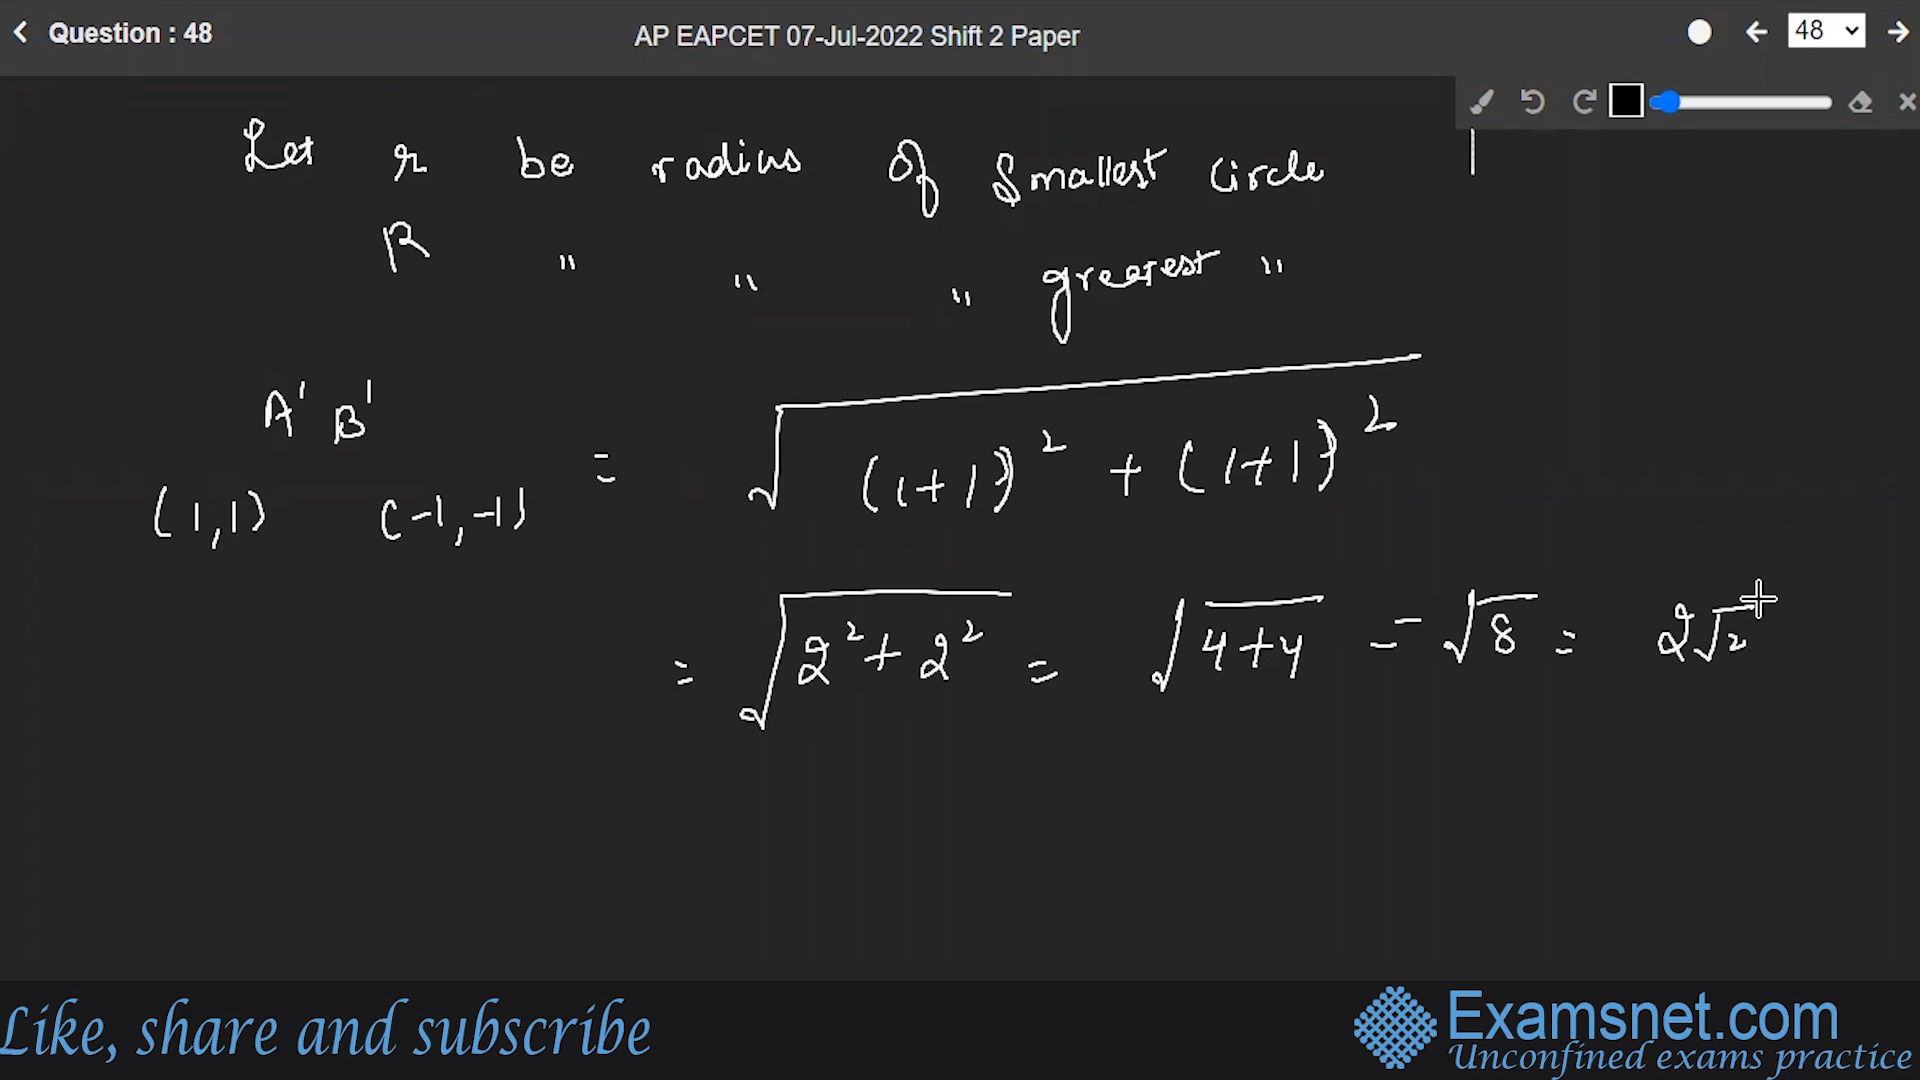 Question : 48
AP EAPCET 07-Jul-2022 Shift 2 Paper
48
Let r be radius of smallest circle
R " " " greatest "
A' B' = √((1+1)² + (1+1)²)
(1,1) (-1,-1)
= √(2² + 2²) = √(4+4) = - √8 = 2√2
Like, share and subscribe
Examsnet.com
Unconfined exams practice